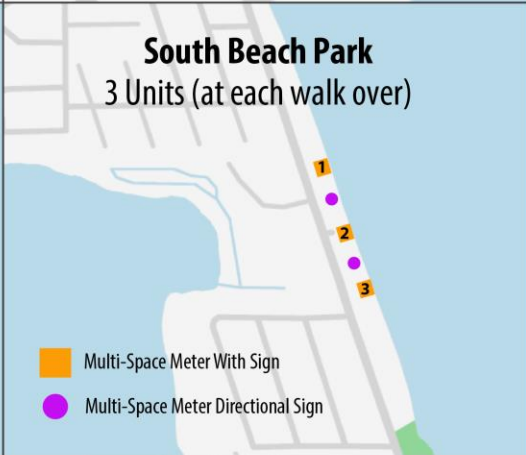 South Beach Park
3 Units (at each walk over)
1
2
3
Multi-Space Meter With Sign
Multi-Space Meter Directional Sign